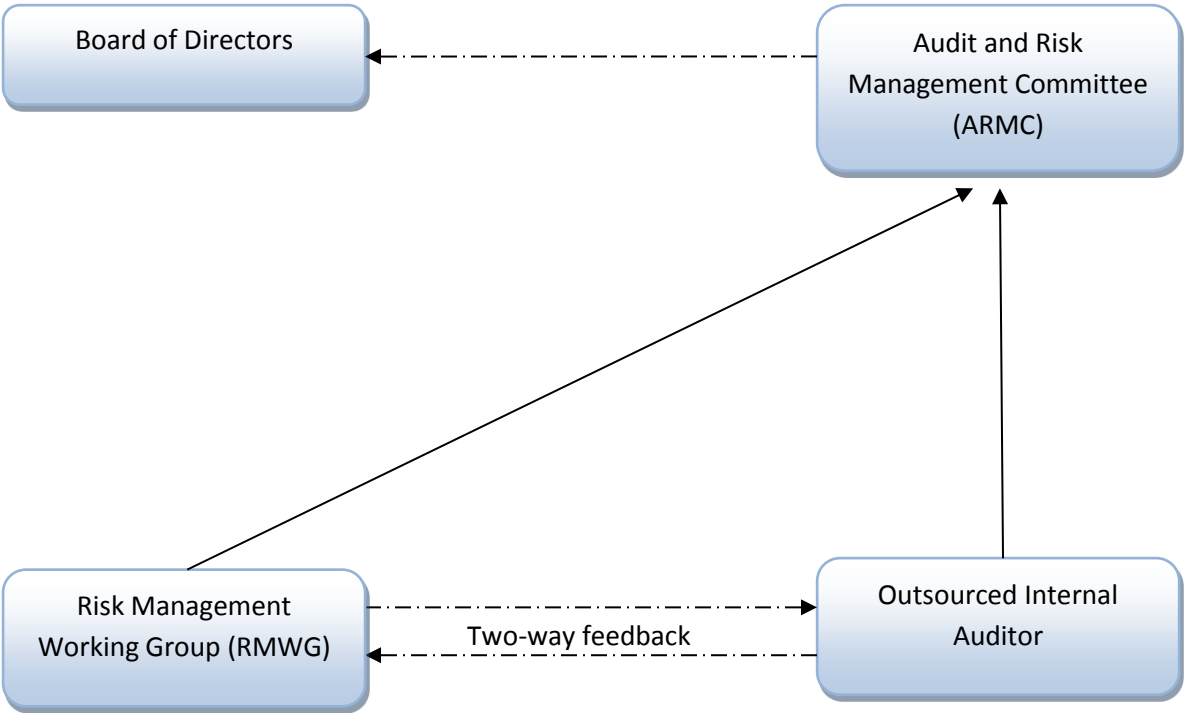 Board of Directors
Audit and Risk
Management Committee
(ARMC)
Risk Management
Working Group (RMWG)
Two-way feedback
Outsourced Internal
Auditor